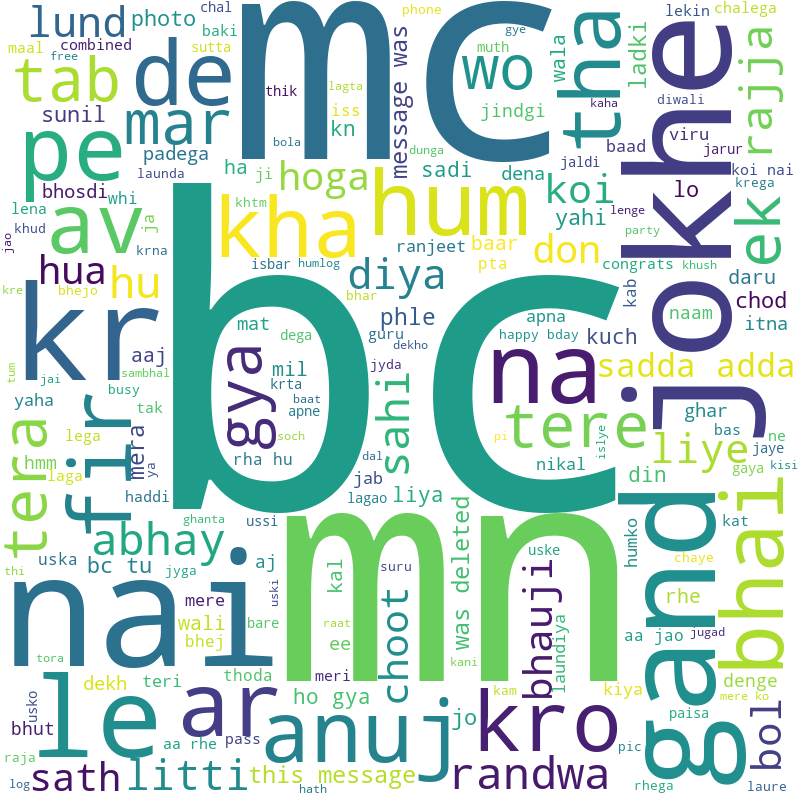 chal
phone
gye
lekin
chalega
lund
photo
baki
sutta
muth
wala
maal
combined
free
de
mc
wo
tha
ladki
kaha
khe
tab
sunil
thik
lagta
iss
kn
message was
jindgi
diwali
rajja
pe
mar
padega
bola
dunga
baad
viru
jarur
launda
ha
ji
hoga
sadi
dena
jaldi
koi nai
bhosdi
whi
krega
lena
khud
av
ja
khtm
kha
hum
koi
yahi
lenge
lo
ek
party
jao
krna
ranjeet
baar
pta
don
hua
hu
isbar
humlog
diya
congrats
khush
kab
daru
kre
bhejo
bhar
phle
chod
kr
bc
guru
apna
jokhe
naam
itna
mat
dega
dekho
happy bday
kuch
aaj
tum
jai
sambhal
busy
gya
mil
krta
jyda
na
sadda adda
yaha
tak
baat
apne
sahi
tere
ghar
tera
fir
lega
mera
ya
soch
dal
pi
islye
liye
bas
ne
jaye
hmm
laga
rha hu
jab
nikal
din
gaya
kisi
haddi
lagao
liya
ghanta
mn
kat
bhai
abhay
ussi
was deleted
humko
gand
thi
uska
bc tu
aj
kal
suru
uske
chaye
nai
jyga
uski
mere
choot
bhauji
laundiya
rhe
wali
bhej
bare
raat
ee
aa jao
jugad
tora
dekh
teri
thoda
meri
kani
kam
kiya
denge
mere ko
usko
le
ar
ho gya
anuj
jo
kro
paisa
bol
bhut
aa rhe
pass
pic
raja
log
sath
litti
this message
hath
randwa
rhega
laure